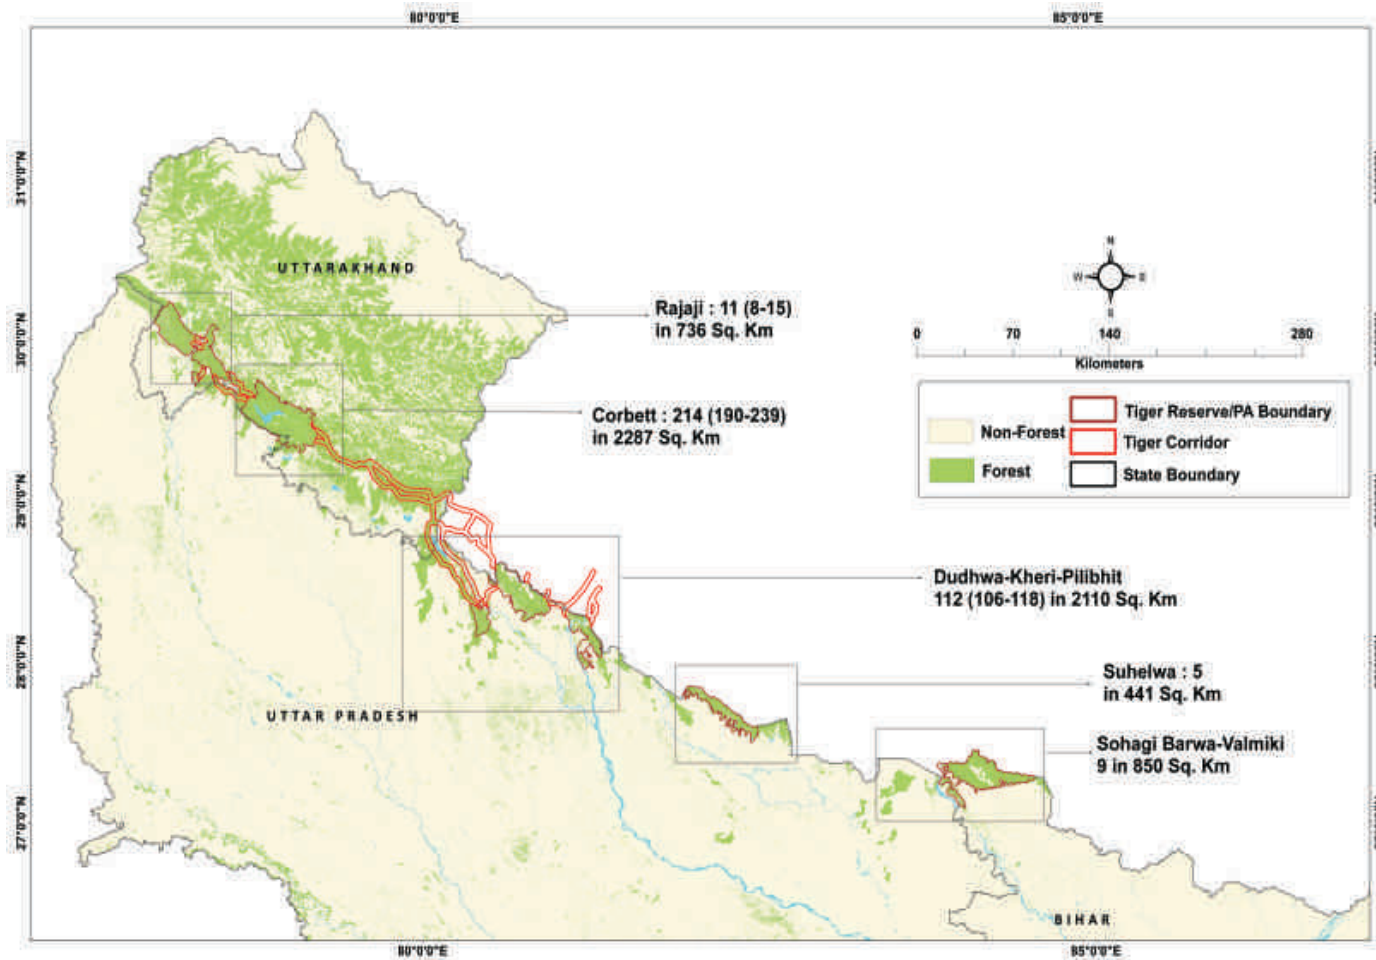 80°0'0"E
85°0'0"E
31°0'0"N
30°0'0"N
29°0'0"N
28°0'0"N
27°0'0"N
UTTARAKHAND
Rajaji : 11 (8-15)
in 736 Sq. Km
Corbett : 214 (190-239)
in 2287 Sq. Km
N
W
E
S
0
70
140
280
Kilometers
Non-Forest
Forest
Tiger Reserve/PA Boundary
Tiger Corridor
State Boundary
Dudhwa-Kheri-Pilibhit
112 (106-118) in 2110 Sq. Km
Suhelwa : 5
in 441 Sq. Km
UTTAR PRADESH
Sohagi Barwa-Valmiki
9 in 850 Sq. Km
BIHAR
80°0'0"E
85°0'0"E